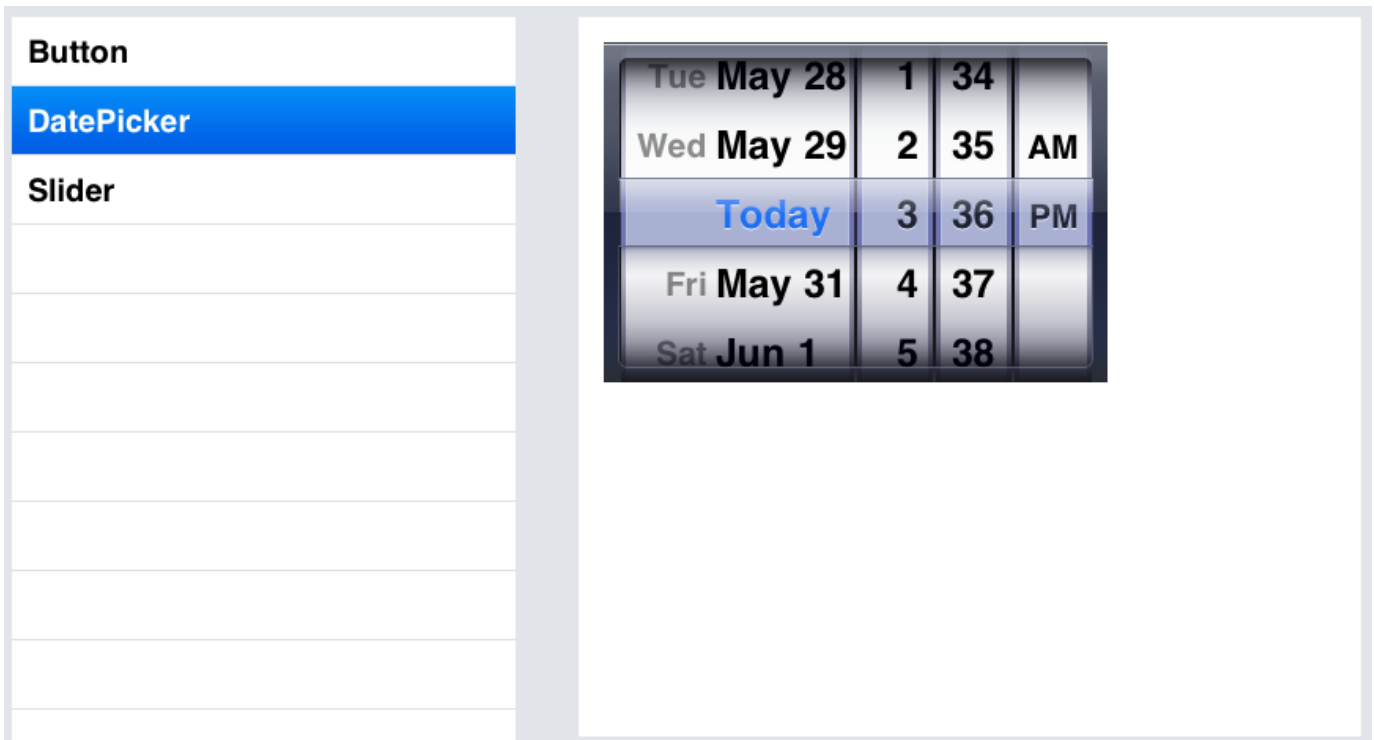 Button
DatePicker
Slider
Tue May 28 1 34
Wed May 29 2 35 AM
Today 3 36 PM
Fri May 31 4 37
Sat Jun 1 5 38